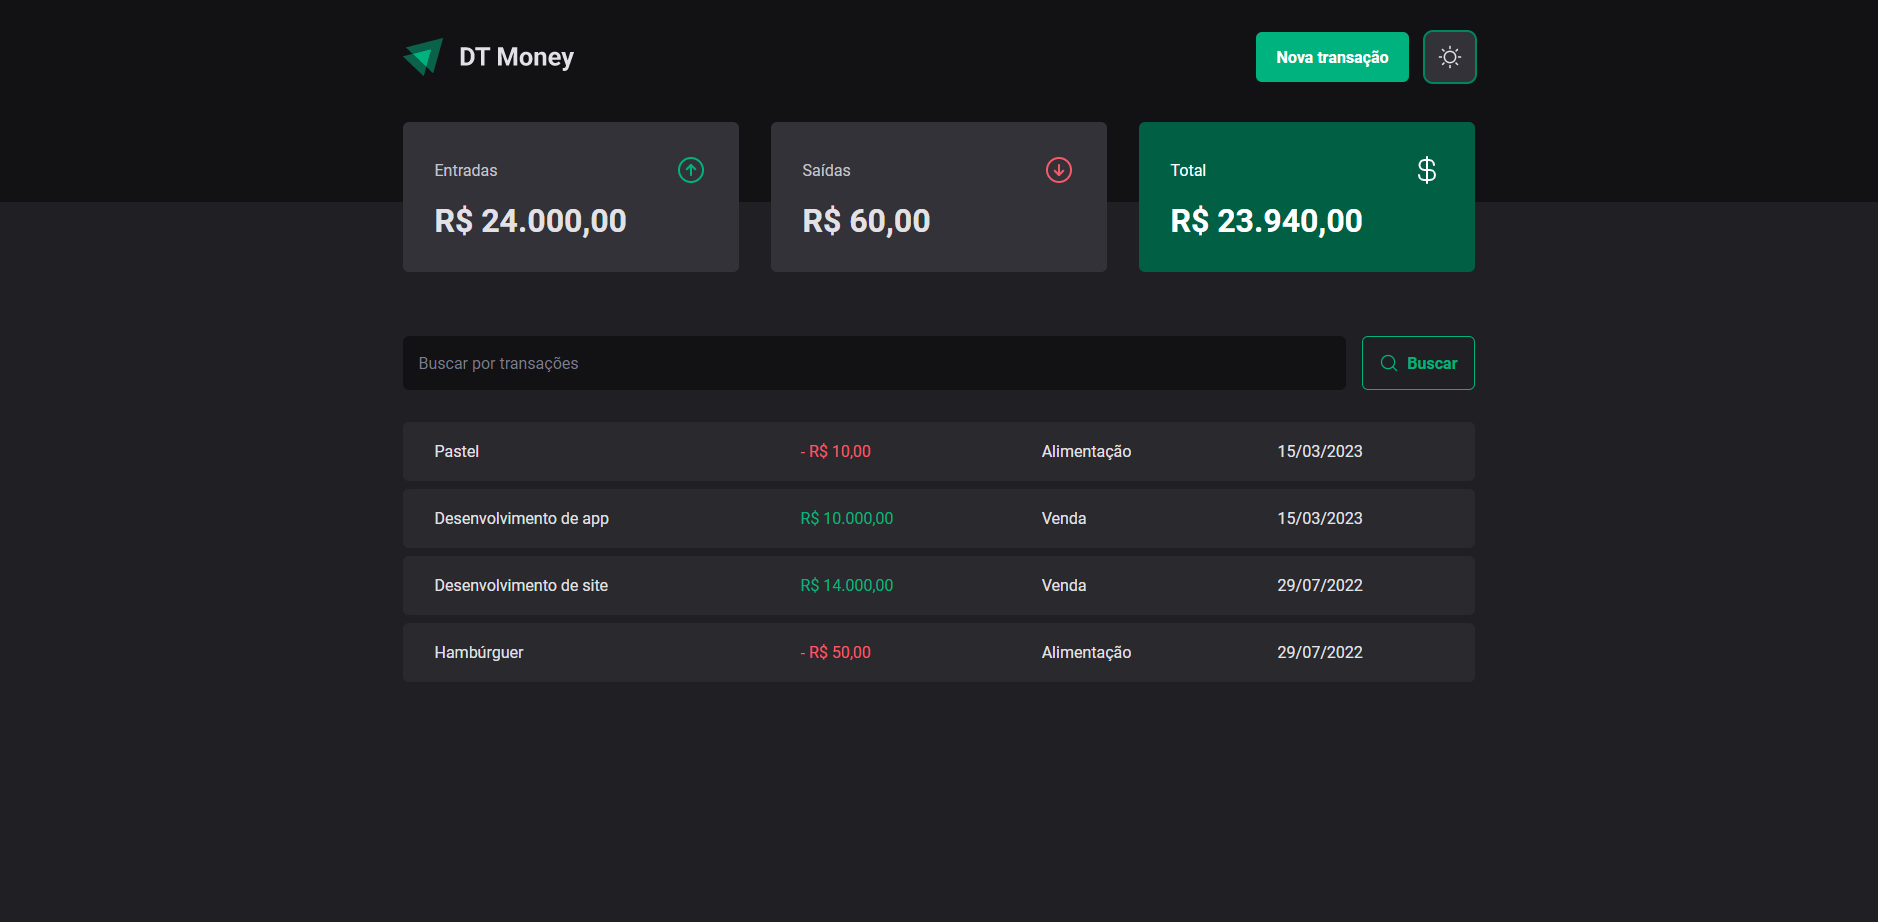 DT Money
Nova transação
Entradas
R$ 24.000,00
Saídas
R$ 60,00
Total
$
R$ 23.940,00
Buscar por transações
Buscar
Pastel - R$ 10,00 Alimentação 15/03/2023
Desenvolvimento de app R$ 10.000,00 Venda 15/03/2023
Desenvolvimento de site R$ 14.000,00 Venda 29/07/2022
Hambúrguer - R$ 50,00 Alimentação 29/07/2022